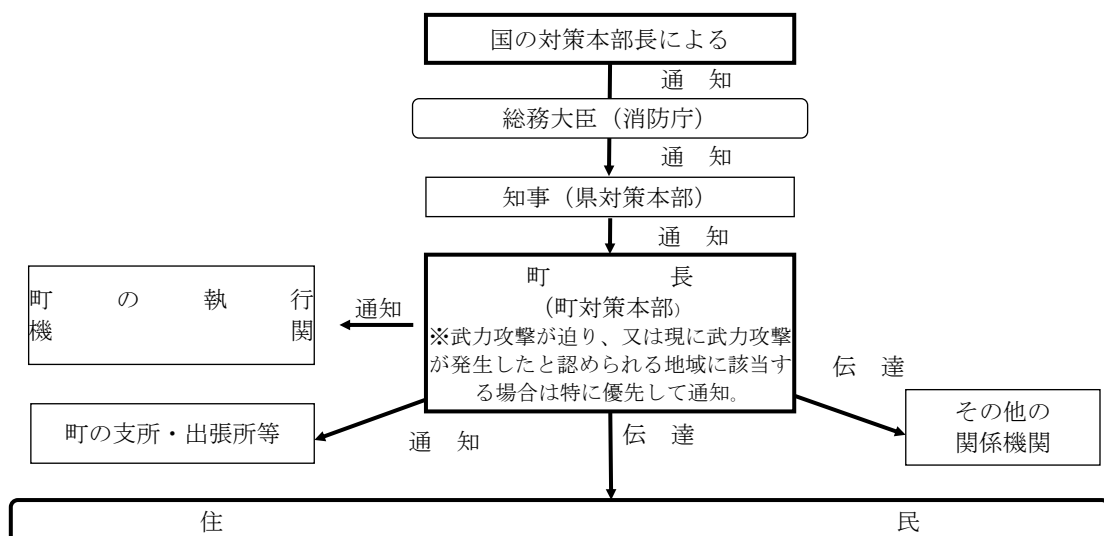 国の対策本部長による
通　知
総務大臣（消防庁）
通　知
知事（県対策本部）
通　知
町　　　　長
（町対策本部）
※武力攻撃が迫り、又は現に武力攻撃
が発生したと認められる地域に該当す
る場合は特に優先して通知。
町　の　執　行
機　　　　　関
通知
町の支所・出張所等
通　知
伝　達
伝　達
その他の
関係機関
住　　　　　　　　　　民